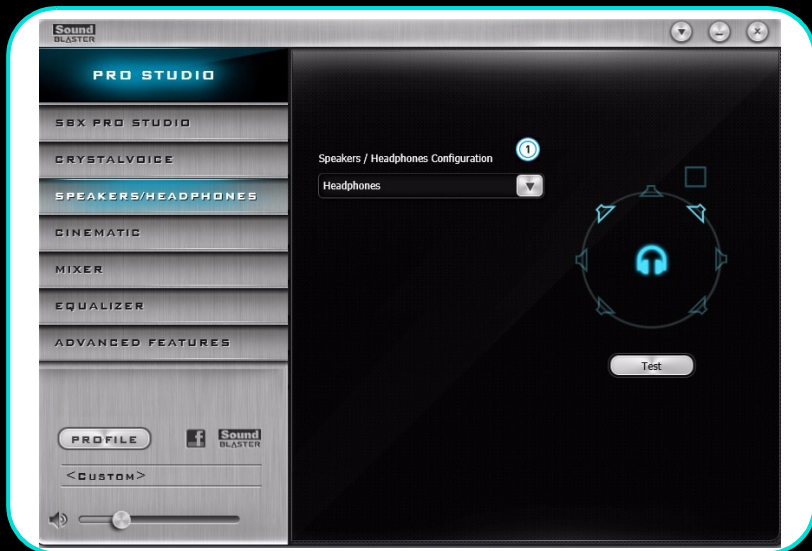 Sound
BLASTER
PRO STUDIO
SBX PRO STUDIO
CRYSTALVOICE
SPEAKERS/HEADPHONES
CINEMATIC
MIXER
EQUALIZER
ADVANCED FEATURES
PROFILE
f
Sound
BLASTER
<CUSTOM>
Speakers / Headphones Configuration
1
Headphones
Test